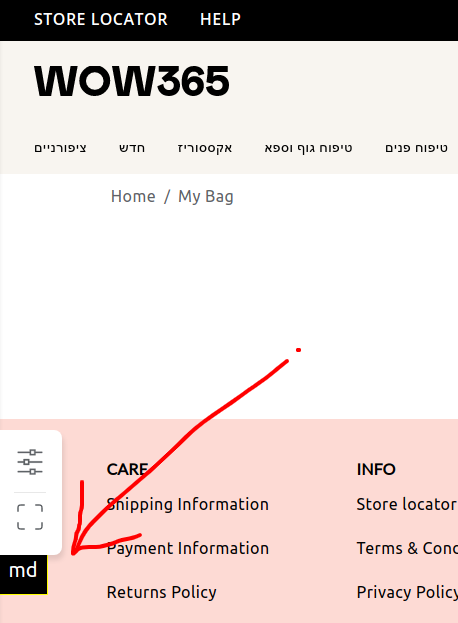 STORE LOCATOR HELP
WOW365
ציפורניים חדש אקססוריז טיפוח גוף וספא טיפוח פנים
Home / My Bag
CARE INFO
Shipping Information Store locator
Payment Information Terms & Cond
Returns Policy Privacy Policy
md